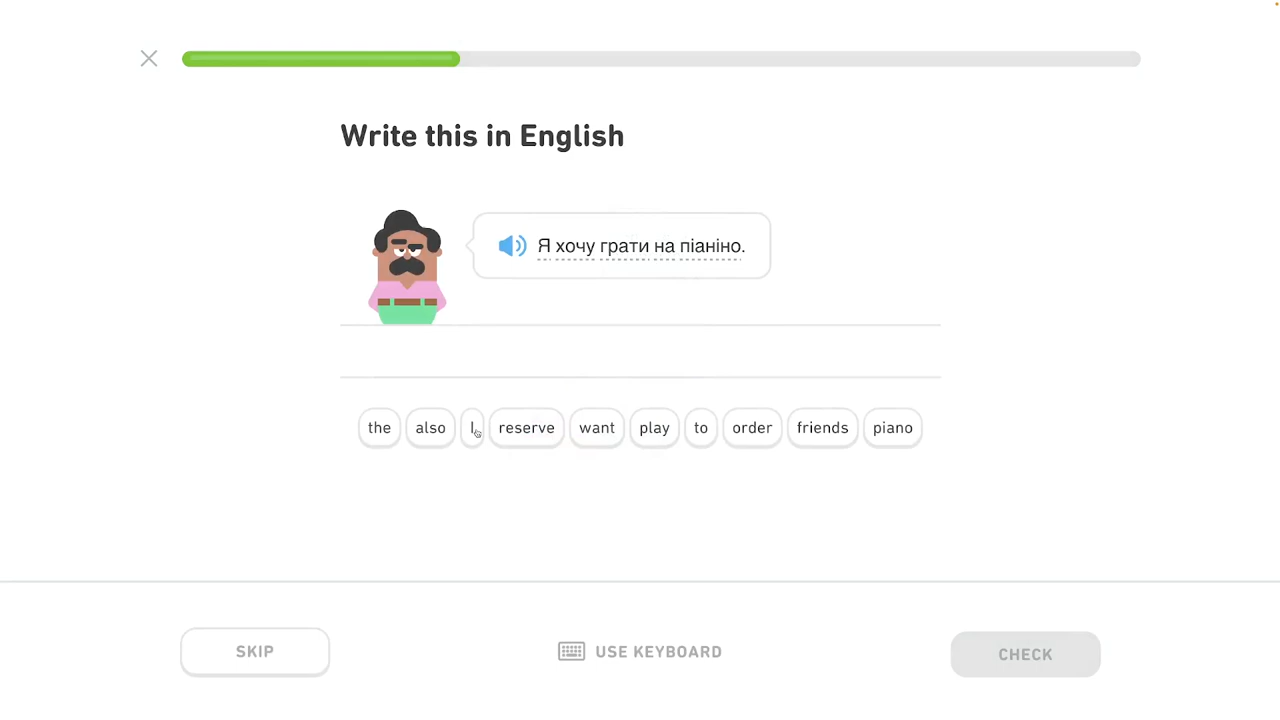 Write this in English
Я хочу грати на піаніно.
the also I reserve want play to order friends piano
SKIP USE KEYBOARD CHECK